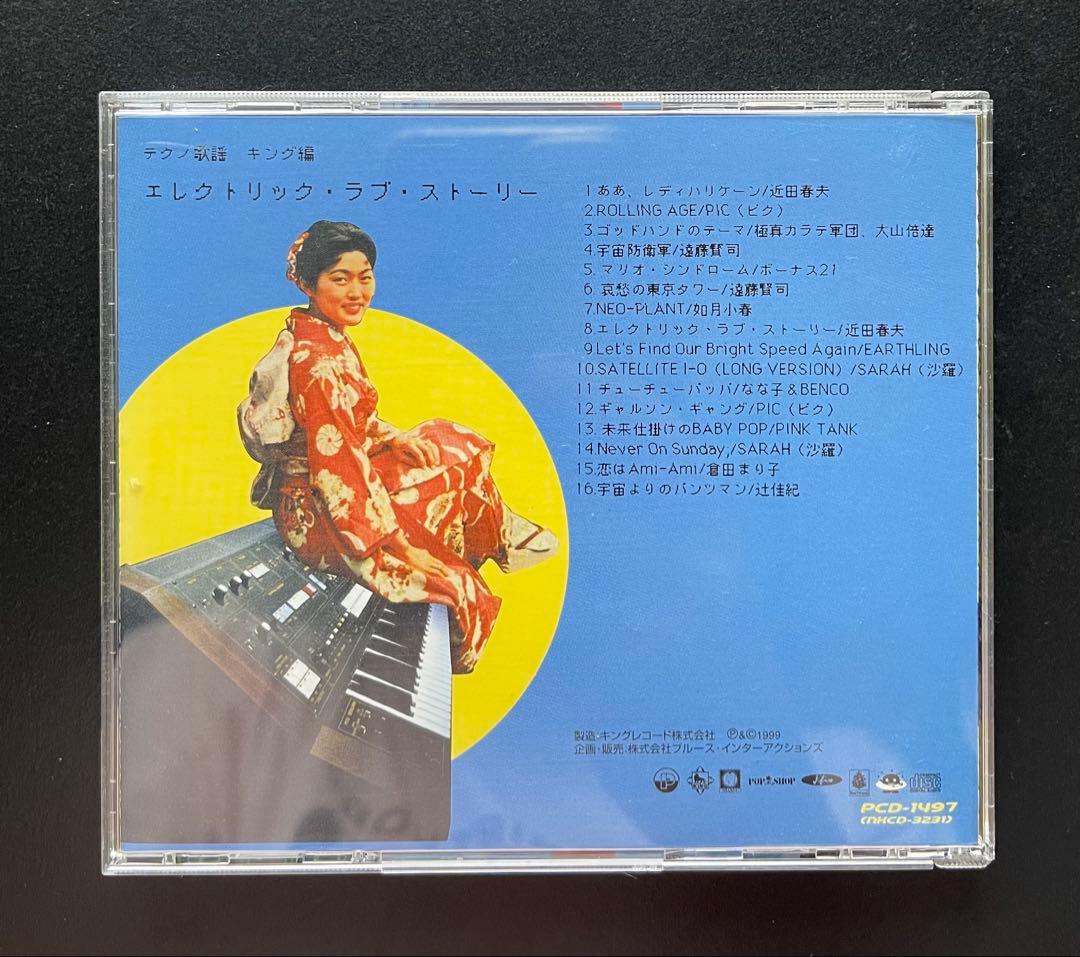 テクノ歌謡 キング編
エレクトリック・ラブ・ストーリー
1.ああ、レディハリケーン/近田春夫
2.ROLLING AGE/PIC（ピク）
3.ゴッドハンドのテーマ/極真カラテ軍団、大山倍達
4.宇宙防衛軍/遠藤賢司
5. マリオ・シンドローム/ボーナス21
6. 哀愁の東京タワー/遠藤賢司
7.NEO-PLANT/如月小春
8.エレクトリック・ラブ・ストーリー/近田春夫
9.Let's Find Our Bright Speed Again/EARTHLING
10.SATELLITE I-O（LONG VERSION）/SARAH（沙羅）
11.チューチューパッパ/なな子＆BENCO
12.ギャルソン・ギャング/PIC（ピク）
13. 未来仕掛けのBABY POP/PINK TANK
14.Never On Sunday,/SARAH（沙羅）
15.恋はAmi-Ami/倉田まり子
16.宇宙よりのパンツマン/辻佳紀
製造:キングレコード株式会社 ℗&©1999
企画・販売:株式会社ブルース・インターアクションズ
POP SHOP
disc
PCD-1497
(NKCD-3231)